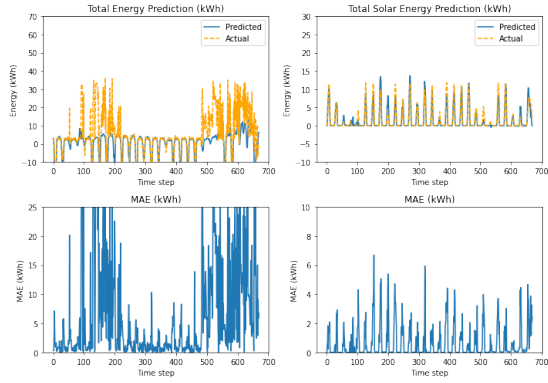 Total Energy Prediction (kWh)
Total Solar Energy Prediction (kWh)
70
60
50
40
30
20
10
0
−10
Energy (kWh)
Predicted
Actual
0 100 200 300 400 500 600 700
Time step
30
25
20
15
10
5
0
−5
−10
Energy (kWh)
Predicted
Actual
0 100 200 300 400 500 600 700
Time step
MAE (kWh)
MAE (kWh)
25
20
15
10
5
0
MAE (kWh)
0 100 200 300 400 500 600 700
Time step
10
8
6
4
2
0
MAE (kWh)
0 100 200 300 400 500 600 700
Time step